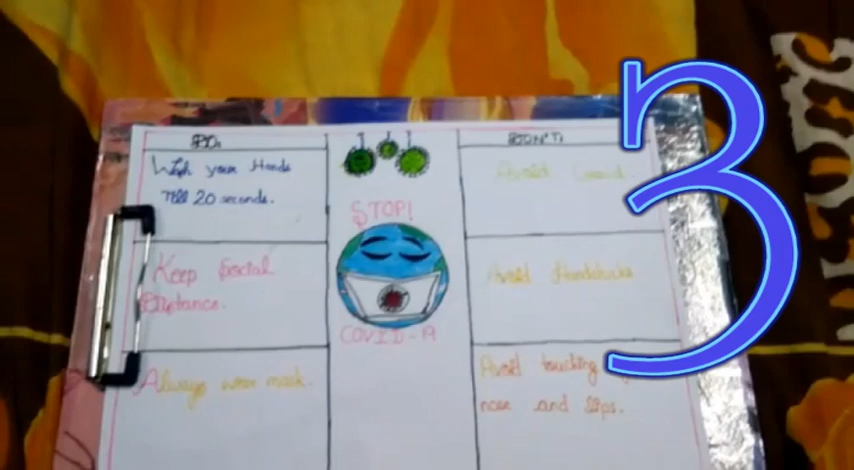 DO,
DON'T,
Wash your Hands
Till 20 seconds.
Avoid
STOP!
Keep Social
Distance.
Avoid Handshake
COVID-19
Always wear mask.
Avoid touching
nose and Lips.
3